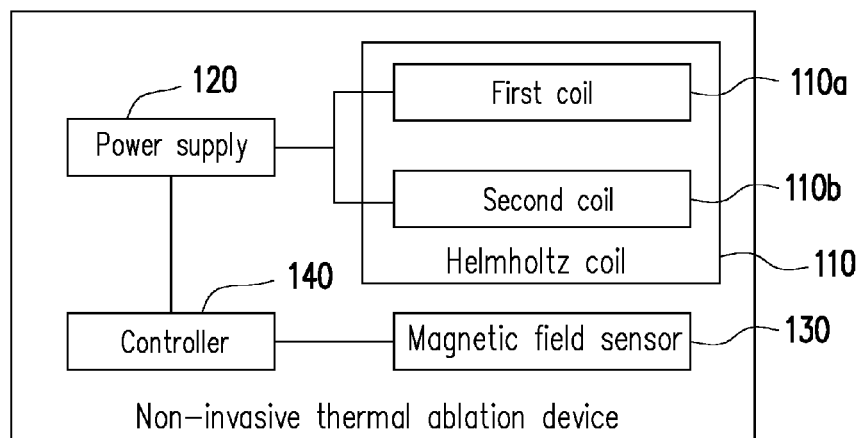 120
Power supply
First coil
110a
Second coil
110b
Helmholtz coil
110
140
Controller
Magnetic field sensor
130
Non-invasive thermal ablation device